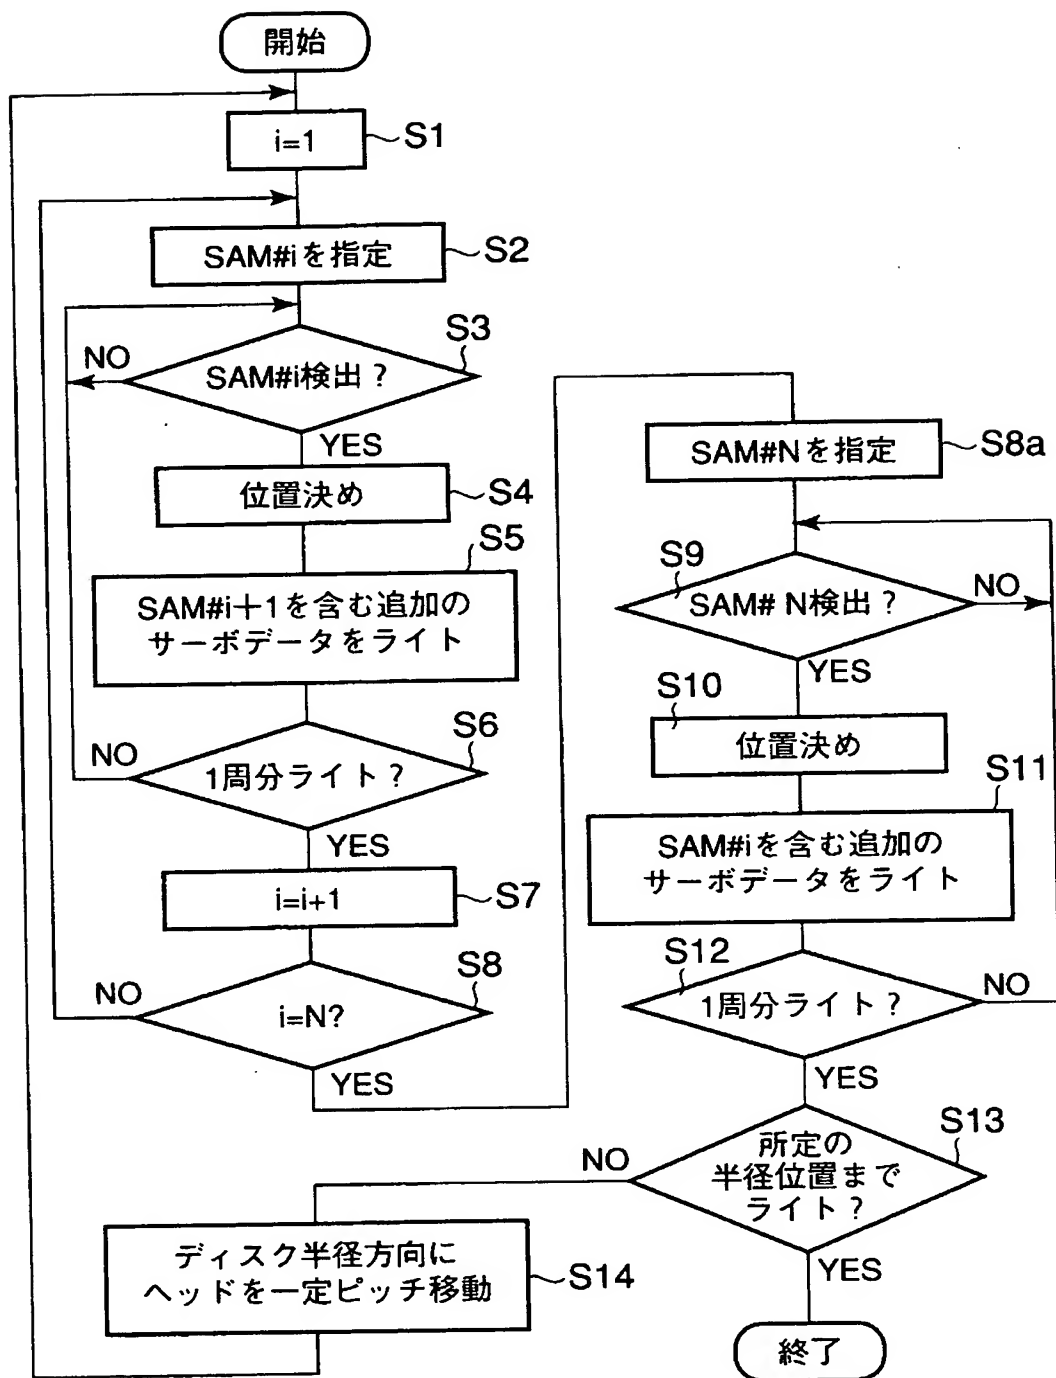 開始
i=1
S1
SAM#iを指定
S2
SAM#i検出？
S3
NO
YES
位置決め
S4
S5
SAM#i＋1を含む追加の
サーボデータをライト
S6
1周分ライト？
NO
YES
i=i+1
S7
S8
i=N?
NO
YES
SAM#Nを指定
S8a
S9
SAM# N検出？
NO
YES
S10
位置決め
S11
SAM#iを含む追加の
サーボデータをライト
S12
1周分ライト？
NO
YES
S13
所定の
半径位置まで
ライト？
NO
YES
ディスク半径方向に
ヘッドを一定ピッチ移動
S14
終了